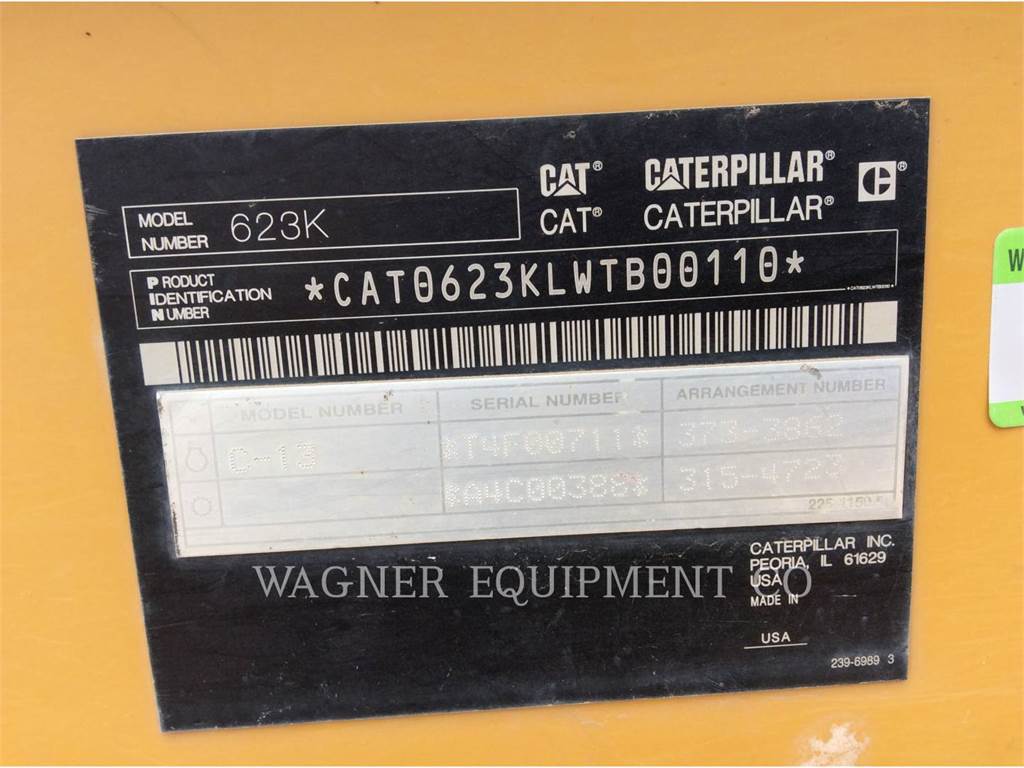 CAT® CATERPILLAR® C®
CAT® CATERPILLAR®
MODEL NUMBER 623K
PRODUCT IDENTIFICATION NUMBER *CAT0623KLWTB00110*
MODEL NUMBER SERIAL NUMBER ARRANGEMENT NUMBER
C-13 *T4F00711* 373-3862
*A4C00388* 315-4723
CATERPILLAR INC.
PEORIA, IL 61629
USA
MADE IN
USA
239-6989 3
WAGNER EQUIPMENT CO
W